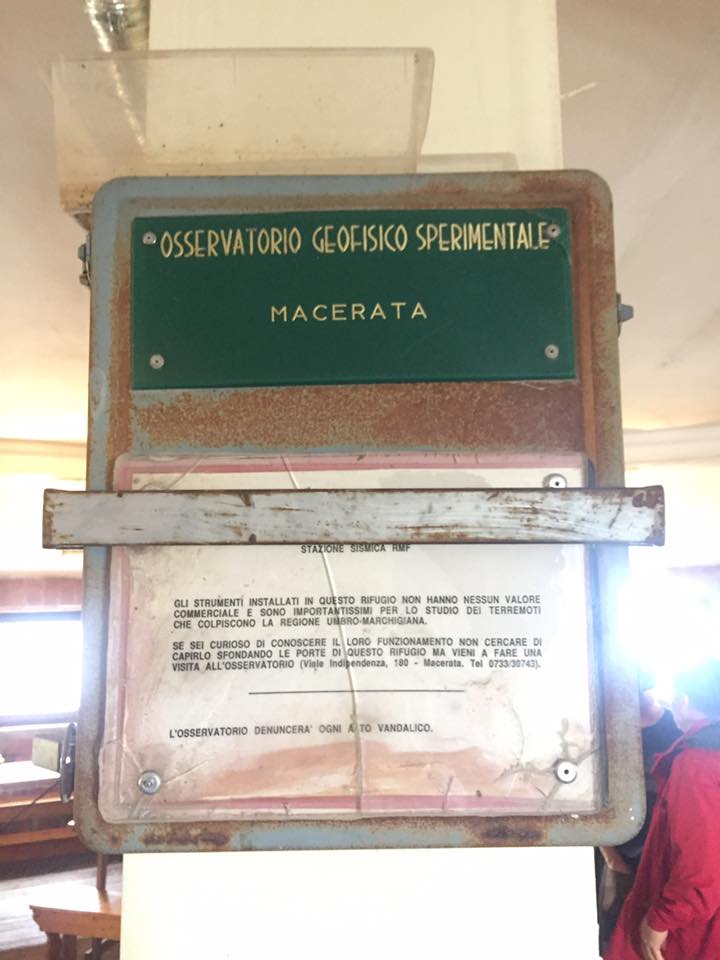 OSSERVATORIO GEOFISICO SPERIMENTALE
MACERATA
STAZIONE SISMICA RMF
GLI STRUMENTI INSTALLATI IN QUESTO RIFUGIO NON HANNO NESSUN VALORE
COMMERCIALE E SONO IMPORTANTISSIMI PER LO STUDIO DEI TERREMOTI
CHE COLPISCONO LA REGIONE UMBRO-MARCHIGIANA.
SE SEI CURIOSO DI CONOSCERE IL LORO FUNZIONAMENTO NON CERCARE DI
CAPIRLO SFONDANDO LE PORTE DI QUESTO RIFUGIO MA VIENI A FARE UNA
VISITA ALL'OSSERVATORIO (Viale Indipendenza, 180 - Macerata. Tel 0733/30743).
L'OSSERVATORIO DENUNCERA' OGNI ATTO VANDALICO.